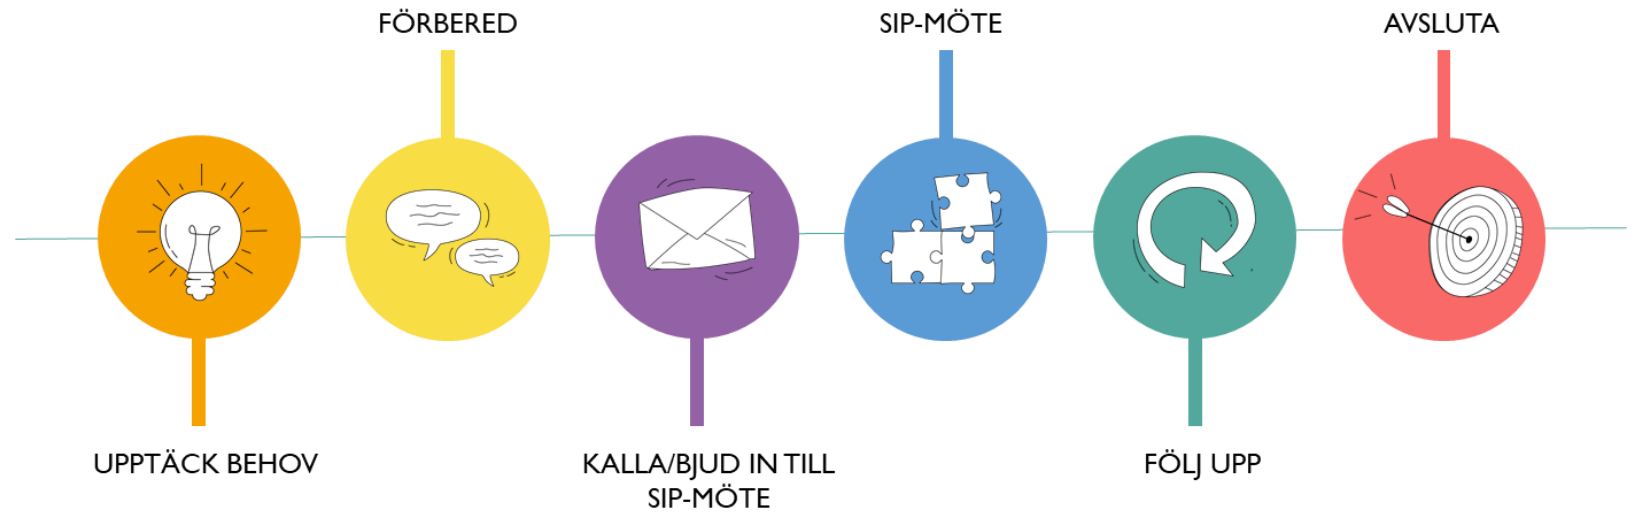 FÖRBERED
SIP-MÖTE
AVSLUTA
UPPTÄCK BEHOV
KALLA/BJUD IN TILL
SIP-MÖTE
FÖLJ UPP